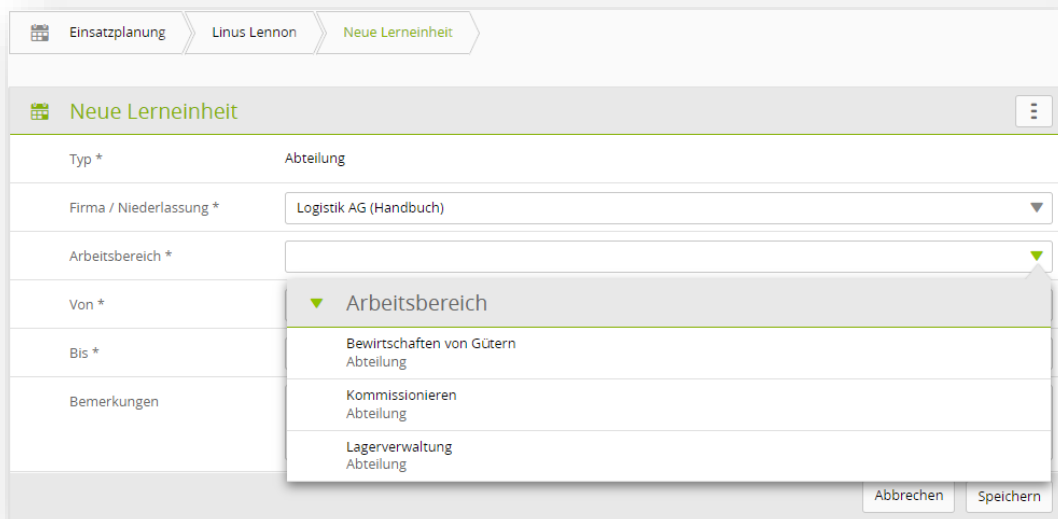 Einsatzplanung Linus Lennon Neue Lerneinheit
Neue Lerneinheit
Typ * Abteilung
Firma / Niederlassung * Logistik AG (Handbuch)
Arbeitsbereich *
Von * Arbeitsbereich
Bewirtschaften von Gütern
Bis * Abteilung
Bemerkungen Kommissionieren
Abteilung
Lagerverwaltung
Abteilung
Abbrechen Speichern